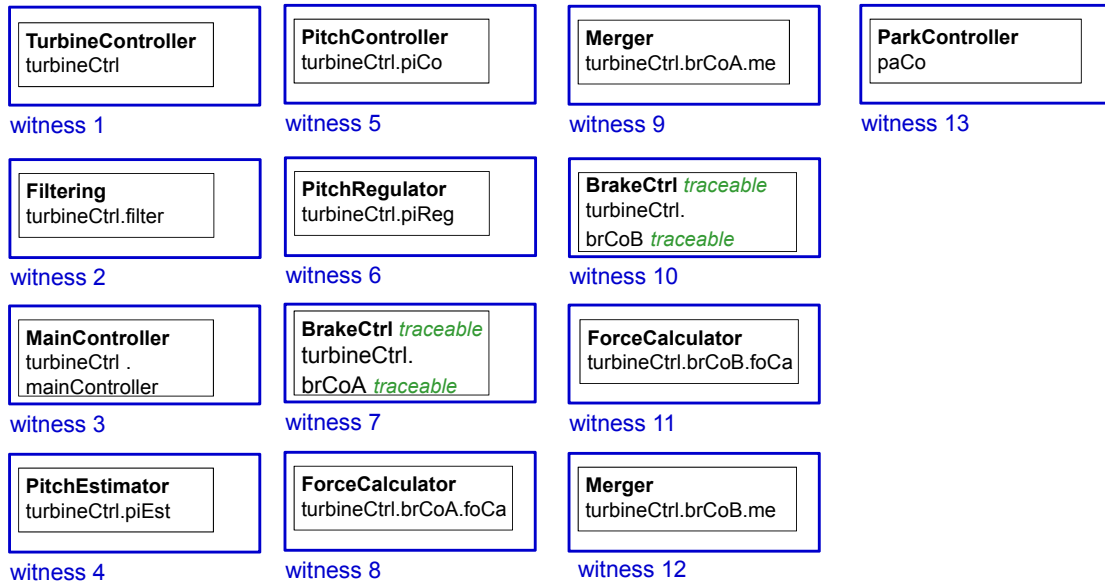 TurbineController
turbineCtrl
witness 1
Filtering
turbineCtrl.filter
witness 2
MainController
turbineCtrl .
mainController
witness 3
PitchEstimator
turbineCtrl.piEst
witness 4
PitchController
turbineCtrl.piCo
witness 5
PitchRegulator
turbineCtrl.piReg
witness 6
BrakeCtrl traceable
turbineCtrl.
brCoA traceable
witness 7
ForceCalculator
turbineCtrl.brCoA.foCa
witness 8
Merger
turbineCtrl.brCoA.me
witness 9
BrakeCtrl traceable
turbineCtrl.
brCoB traceable
witness 10
ForceCalculator
turbineCtrl.brCoB.foCa
witness 11
Merger
turbineCtrl.brCoB.me
witness 12
ParkController
paCo
witness 13